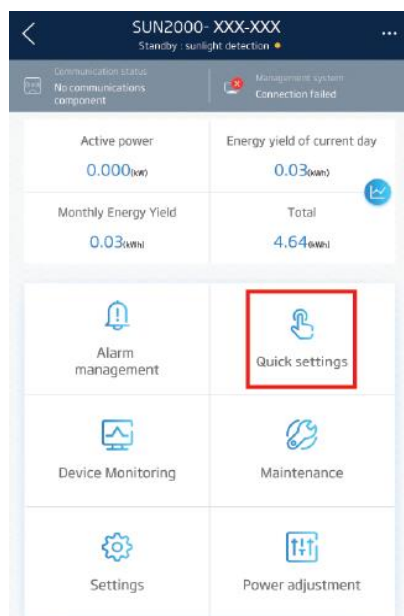 SUN2000- XXX-XXX
Standby : sunlight detection
Communication status
No communications
component
Management system
Connection failed
Active power
0.000(kW)
Energy yield of current day
0.03(kWh)
Monthly Energy Yield
0.03(kWh)
Total
4.64(kWh)
Alarm
management
Quick settings
Device Monitoring
Maintenance
Settings
Power adjustment